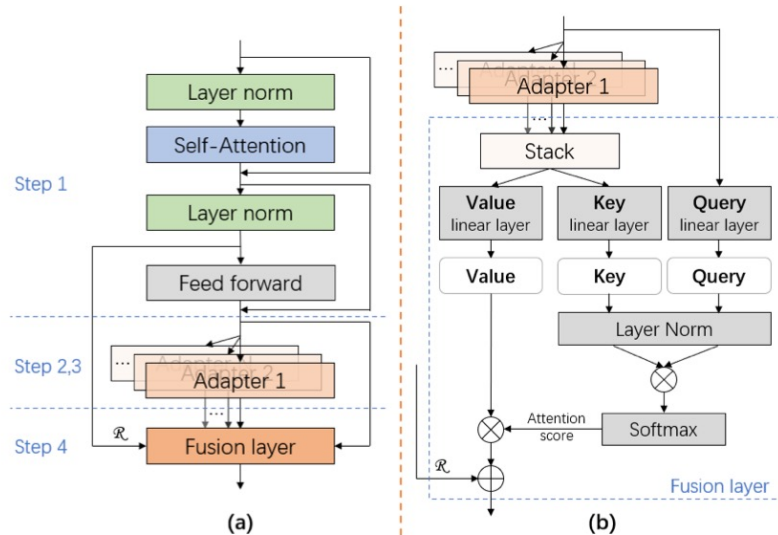 Layer norm
Self-Attention
Step 1
Layer norm
Feed forward
Step 2,3
...
Adapter 2
Adapter 1
...
Step 4
ℛ
Fusion layer
(a)
...
Adapter 2
Adapter 1
...
Stack
Value
linear layer
Key
linear layer
Query
linear layer
Value
Key
Query
Layer Norm
Attention
score
Softmax
ℛ
Fusion layer
(b)